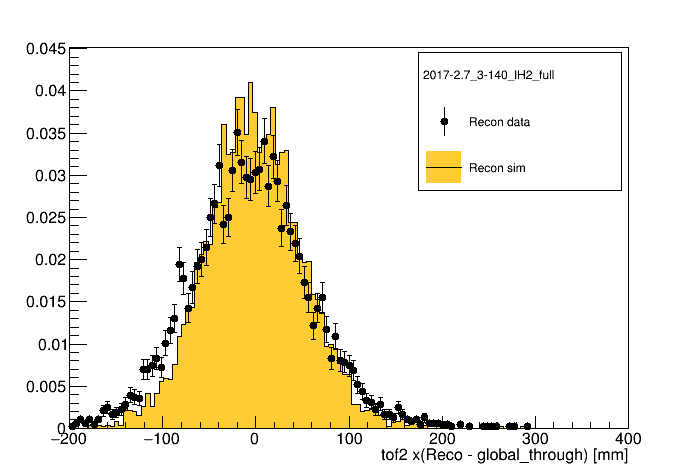 0.045
0.04
0.035
0.03
0.025
0.02
0.015
0.01
0.005
0
−200 −100 0 100 200 300 400
tof2 x(Reco - global_through) [mm]
2017-2.7_3-140_IH2_full
Recon data
Recon sim